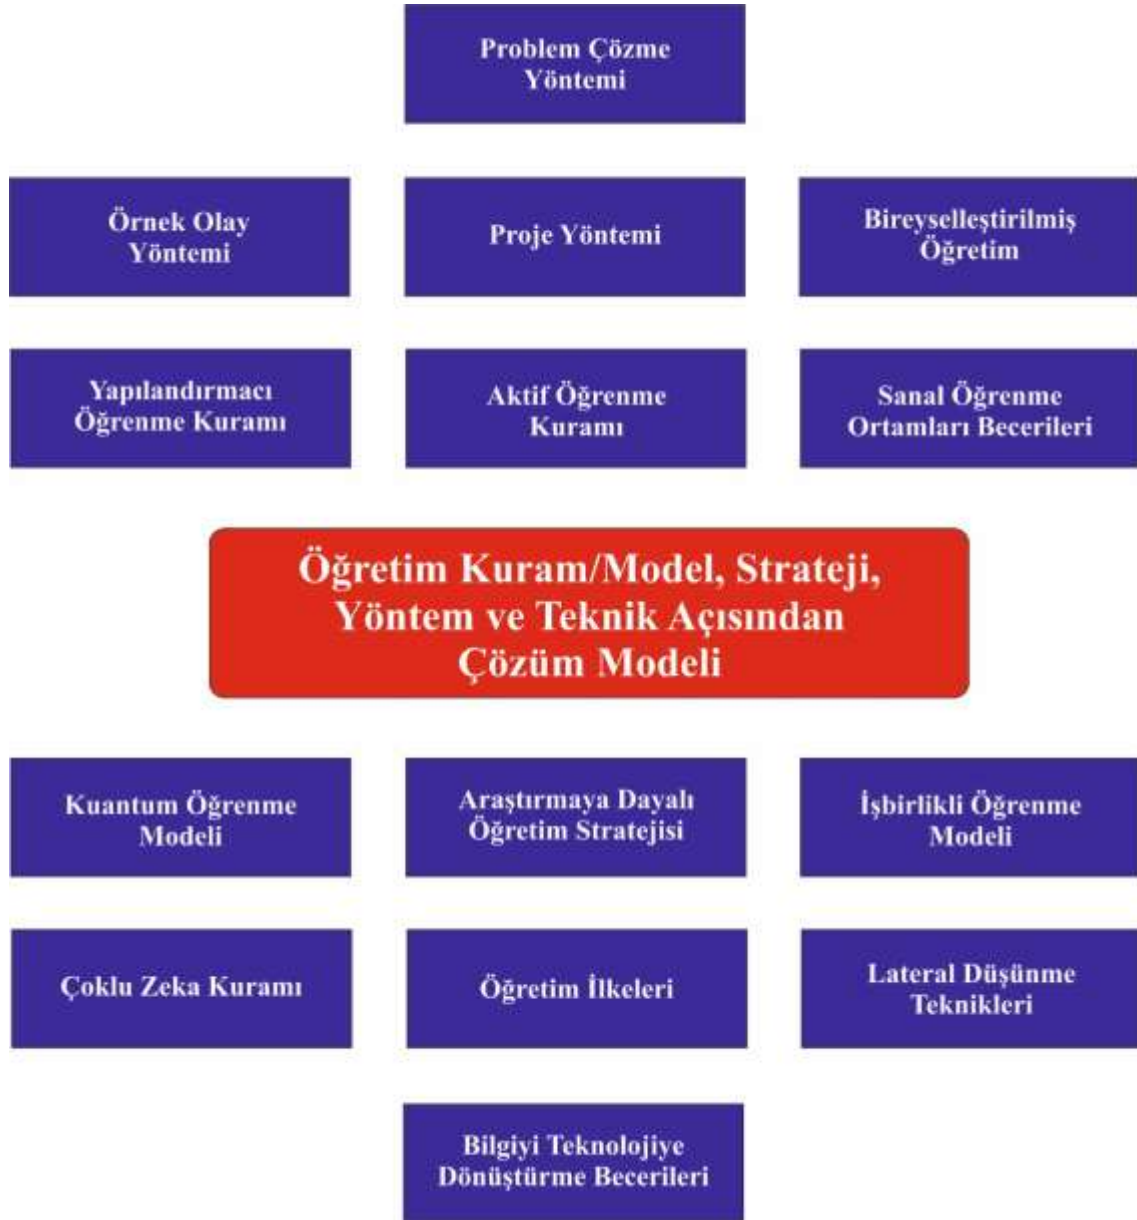 Problem Çözme
Yöntemi
Örnek Olay
Yöntemi
Proje Yöntemi
Bireyselleştirilmiş
Öğretim
Yapılandırmacı
Öğrenme Kuramı
Aktif Öğrenme
Kuramı
Sanal Öğrenme
Ortamları Becerileri
Öğretim Kuram/Model, Strateji,
Yöntem ve Teknik Açısından
Çözüm Modeli
Kuantum Öğrenme
Modeli
Araştırmaya Dayalı
Öğretim Stratejisi
İşbirlikli Öğrenme
Modeli
Çoklu Zeka Kuramı
Öğretim İlkeleri
Lateral Düşünme
Teknikleri
Bilgiyi Teknolojiye
Dönüştürme Becerileri